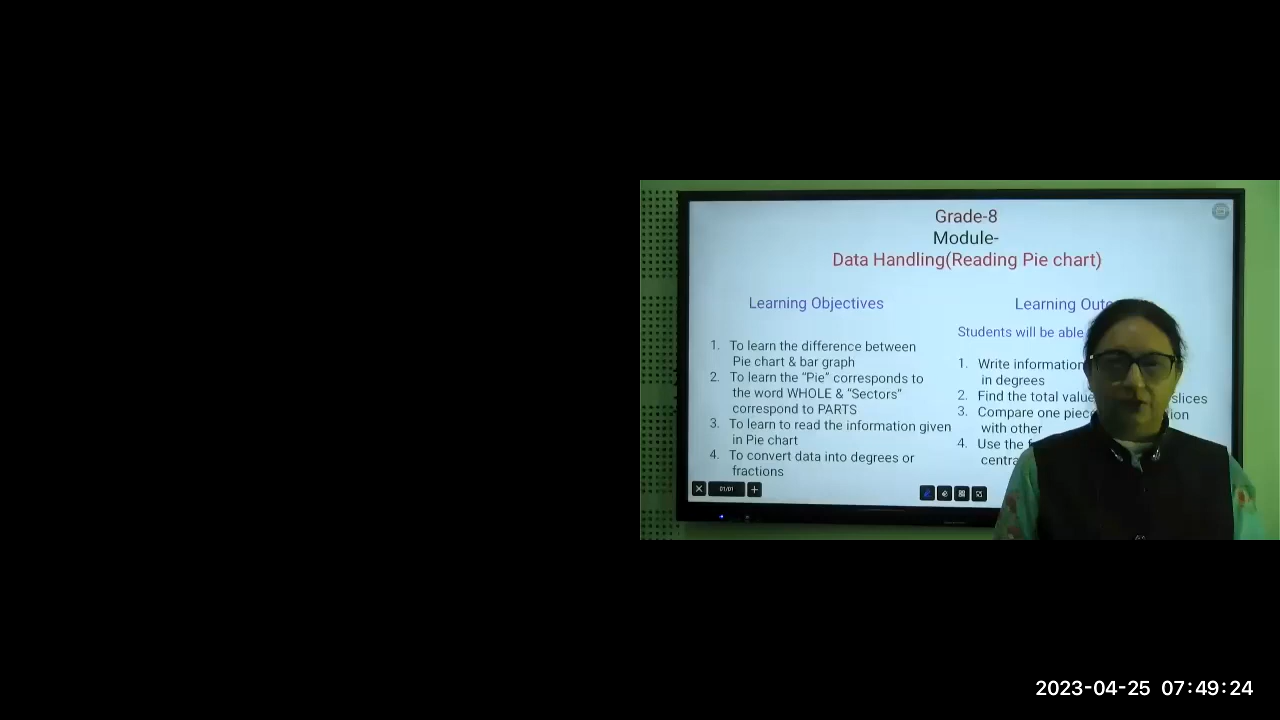 Grade-8
Module-
Data Handling(Reading Pie chart)
Learning Objectives
1. To learn the difference between
Pie chart & bar graph
2. To learn the “Pie” corresponds to
the word WHOLE & “Sectors”
correspond to PARTS
3. To learn to read the information given
in Pie chart
4. To convert data into degrees or
fractions
Learning
Students will be able
1. Write information
in degrees
2. Find the total value slices
3. Compare one
with other
4. Use the
01/01
2023-04-25 07:49:24